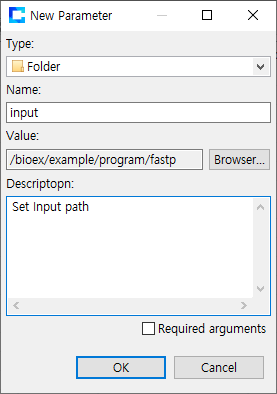 New Parameter
Type:
Folder
Name:
input
Value:
/bioex/example/program/fastp
Browser...
Descriptopn:
Set Input path
Required arguments
OK
Cancel